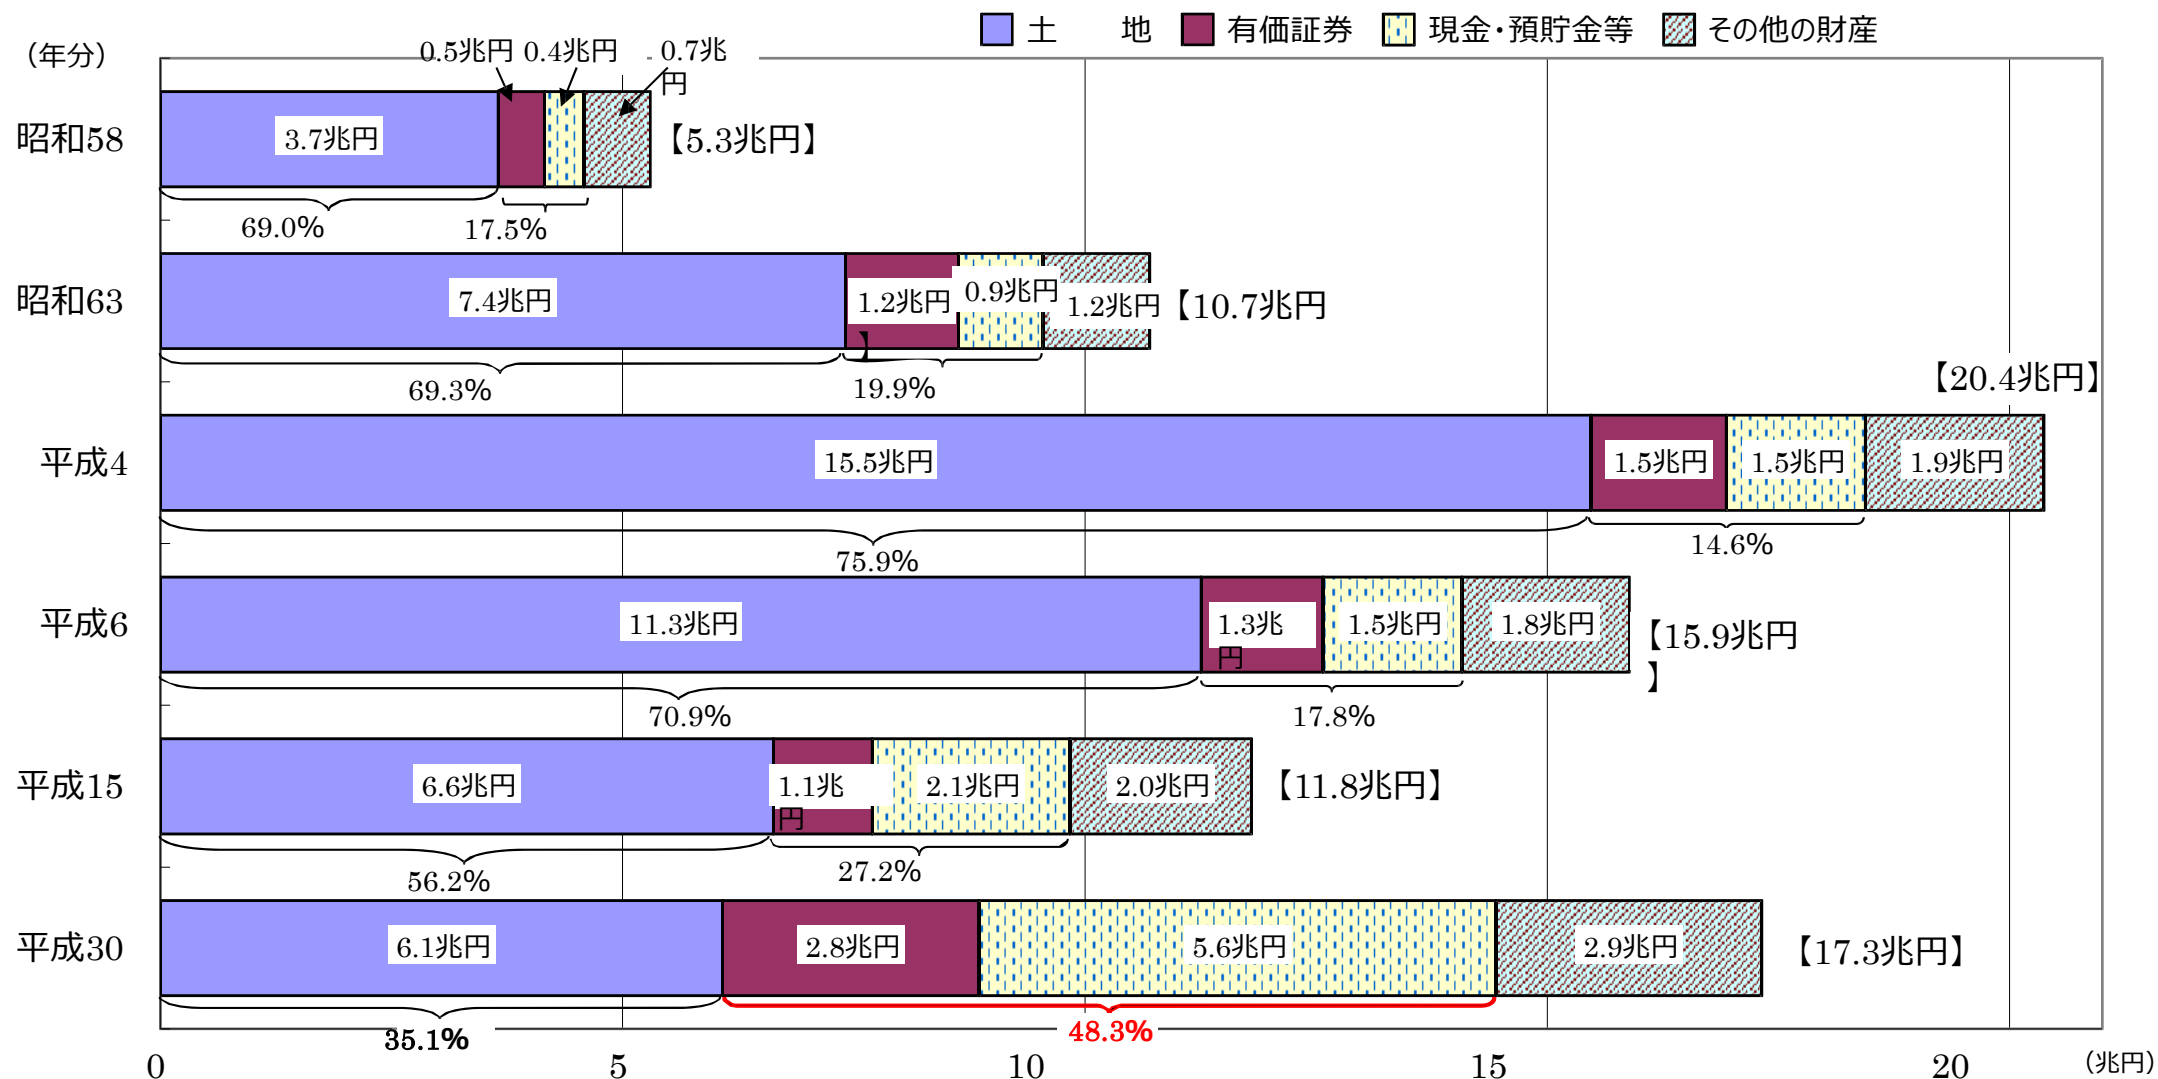 土　　地　有価証券　現金・預貯金等　その他の財産
（年分）
0.5兆円 0.4兆円 0.7兆
円
昭和58 3.7兆円 【5.3兆円】
69.0% 17.5%
昭和63 7.4兆円 1.2兆円 0.9兆円 1.2兆円 【10.7兆円
】
69.3% 19.9%
【20.4兆円】
平成4 15.5兆円 1.5兆円 1.5兆円 1.9兆円
75.9% 14.6%
平成6 11.3兆円 1.3兆 1.5兆円 1.8兆円 【15.9兆円
円 】
70.9% 17.8%
平成15 6.6兆円 1.1兆 2.1兆円 2.0兆円 【11.8兆円】
円
56.2% 27.2%
平成30 6.1兆円 2.8兆円 5.6兆円 2.9兆円 【17.3兆円】
35.1% 48.3%
0 5 10 15 20 （兆円）